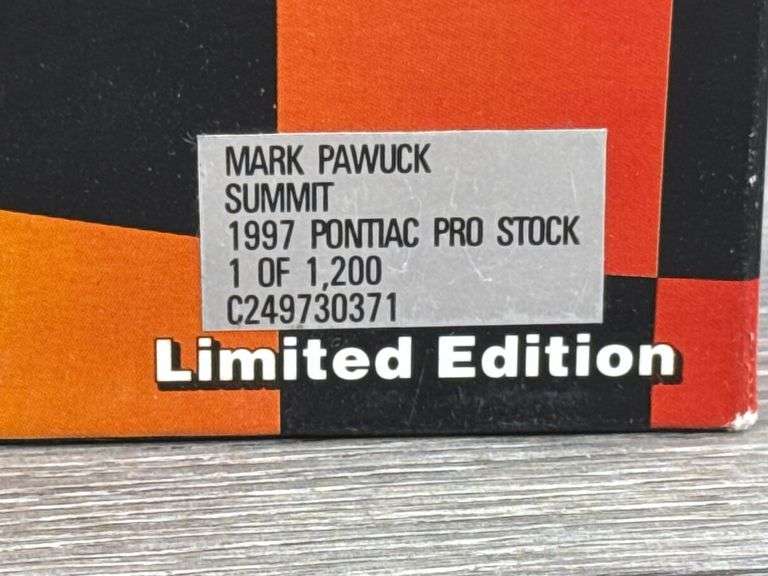 MARK PAWUCK
SUMMIT
1997 PONTIAC PRO STOCK
1 OF 1,200
C249730371
Limited Edition